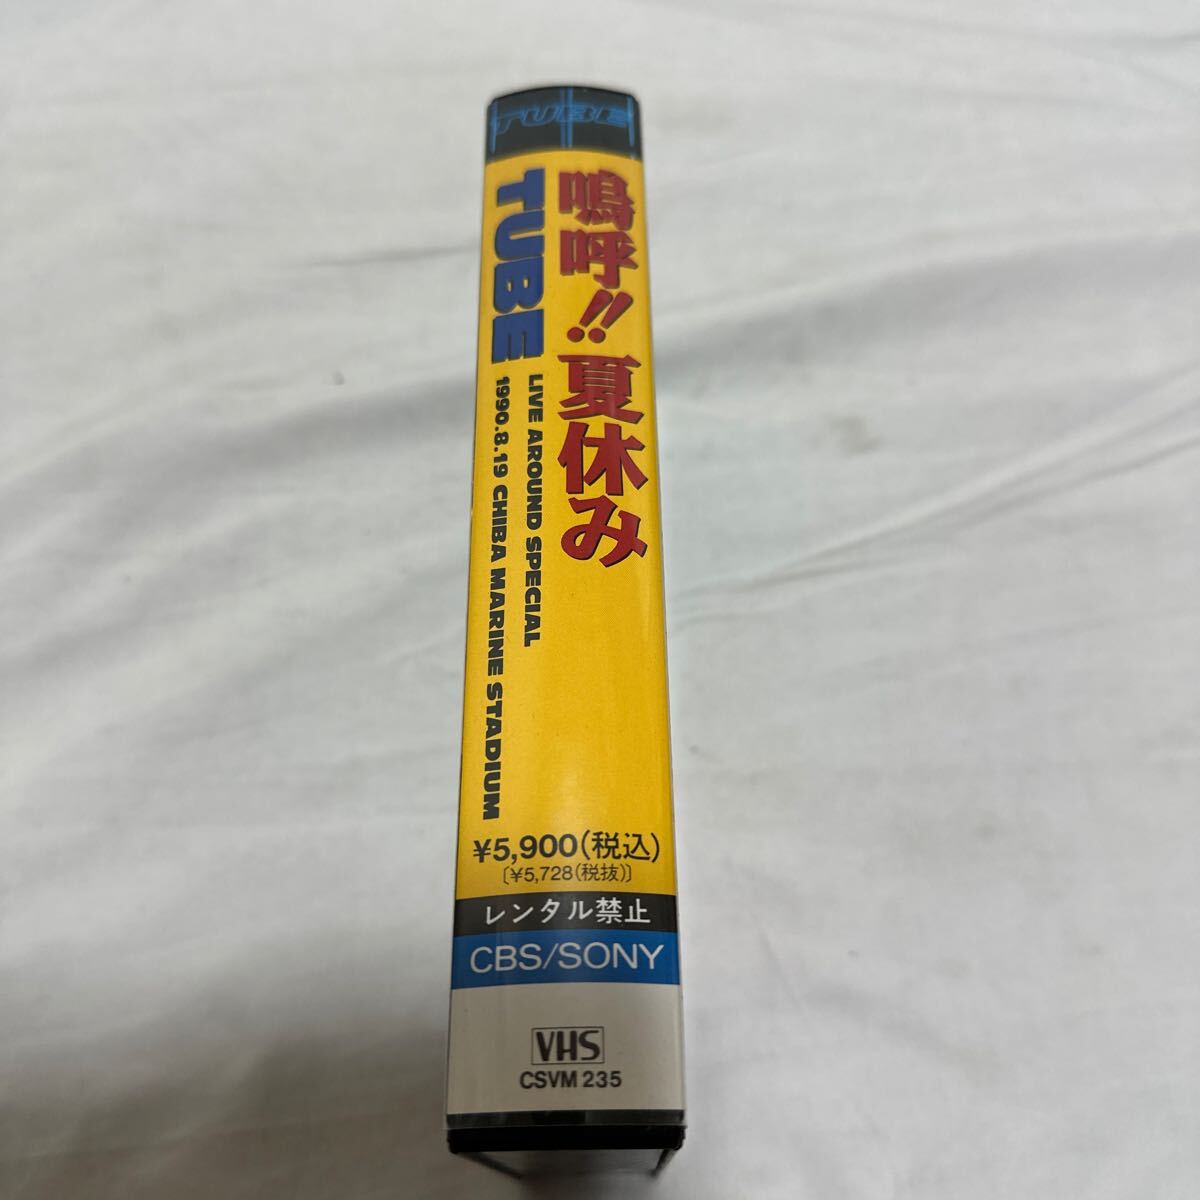 TUBE
嗚呼!!夏休み
TUBE
LIVE AROUND SPECIAL
1990.8.19 CHIBA MARINE STADIUM
¥5,900(税込)
〔¥5,728(税抜)〕
レンタル禁止
CBS/SONY
VHS
CSVM 235